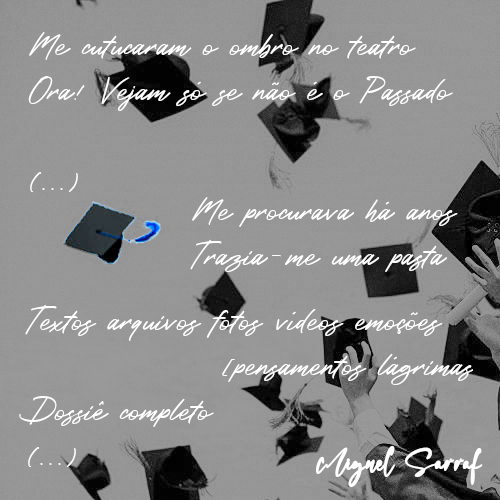 Me cutucaram o ombro no teatro
Ora! Vejam só se não é o Passado
(...)
Me procurava há anos
Trazia-me uma pasta
Textos arquivos fotos vídeos emoções
[pensamentos lágrimas
Dossiê completo
(...)
Miguel Sarraf